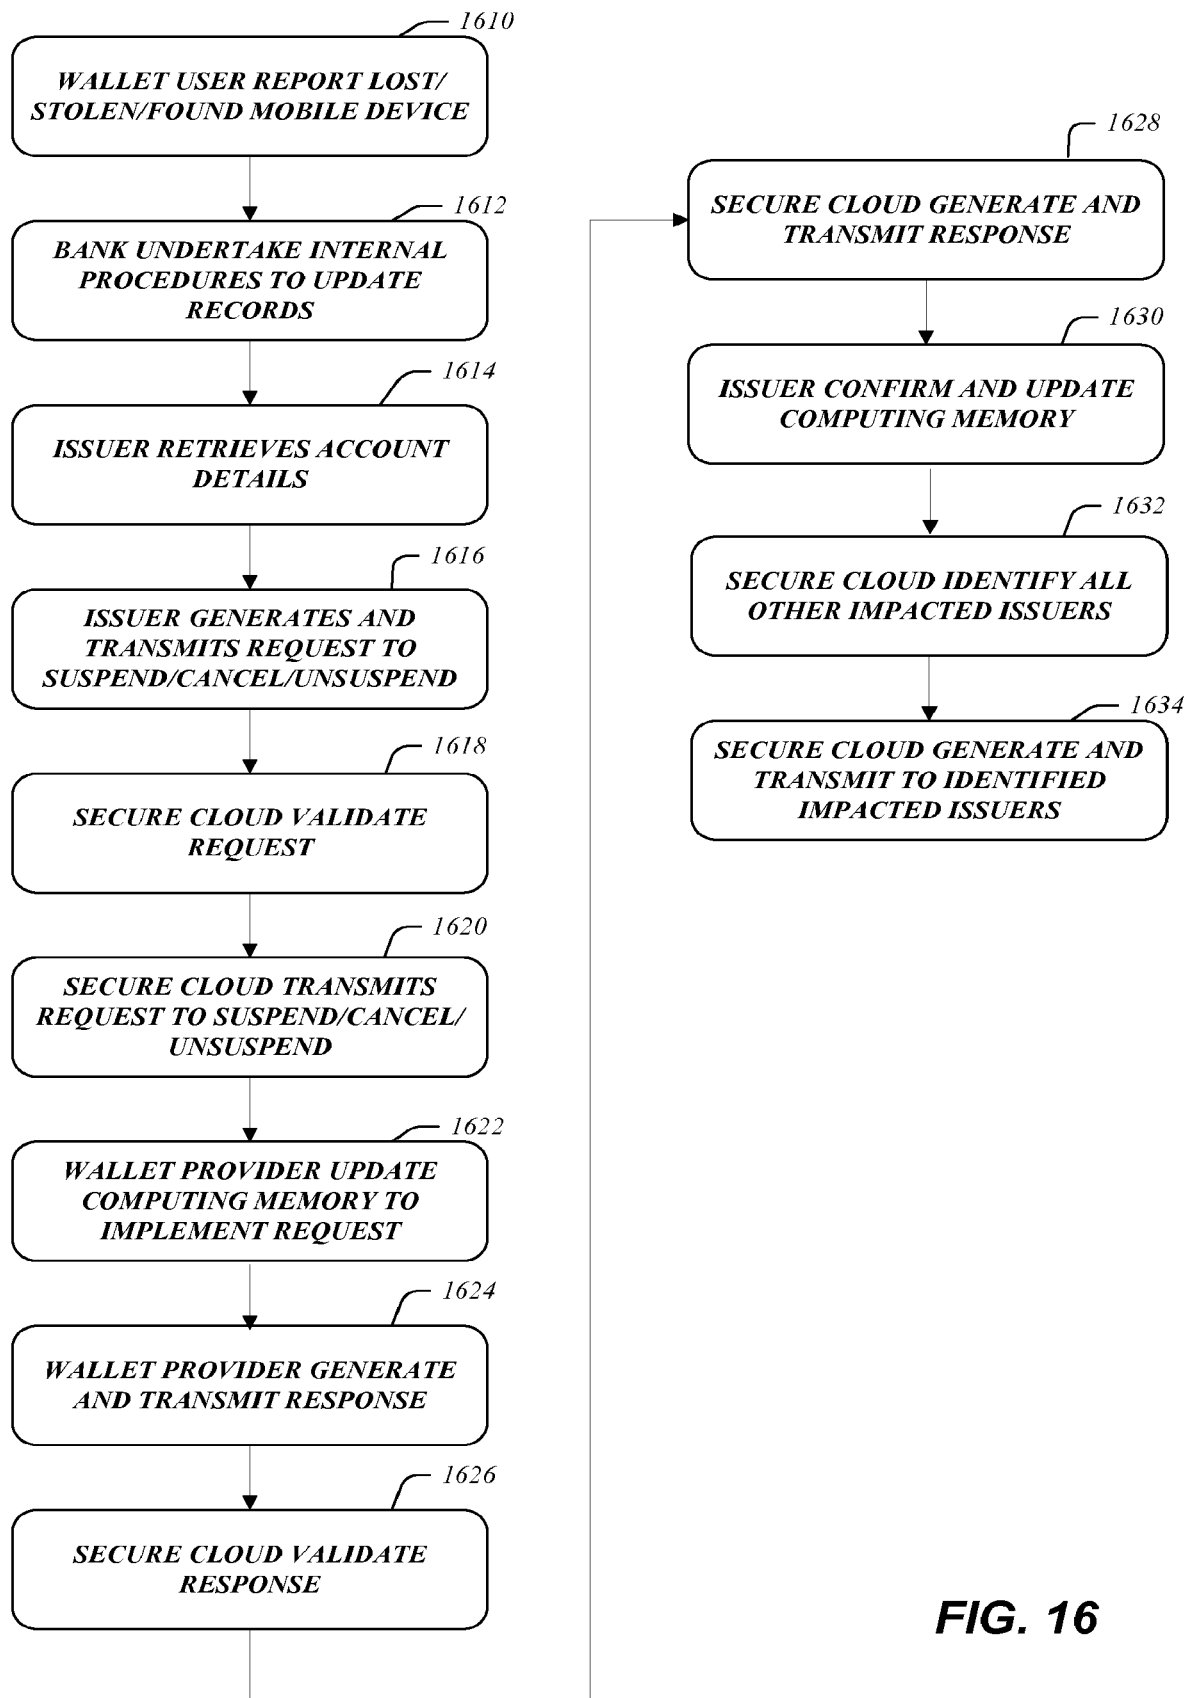 1610
WALLET USER REPORT LOST/
STOLEN/FOUND MOBILE DEVICE
1612
BANK UNDERTAKE INTERNAL
PROCEDURES TO UPDATE
RECORDS
1614
ISSUER RETRIEVES ACCOUNT
DETAILS
1616
ISSUER GENERATES AND
TRANSMITS REQUEST TO
SUSPEND/CANCEL/UNSUSPEND
1618
SECURE CLOUD VALIDATE
REQUEST
1620
SECURE CLOUD TRANSMITS
REQUEST TO SUSPEND/CANCEL/
UNSUSPEND
1622
WALLET PROVIDER UPDATE
COMPUTING MEMORY TO
IMPLEMENT REQUEST
1624
WALLET PROVIDER GENERATE
AND TRANSMIT RESPONSE
1626
SECURE CLOUD VALIDATE
RESPONSE
1628
SECURE CLOUD GENERATE AND
TRANSMIT RESPONSE
1630
ISSUER CONFIRM AND UPDATE
COMPUTING MEMORY
1632
SECURE CLOUD IDENTIFY ALL
OTHER IMPACTED ISSUERS
1634
SECURE CLOUD GENERATE AND
TRANSMIT TO IDENTIFIED
IMPACTED ISSUERS
FIG. 16